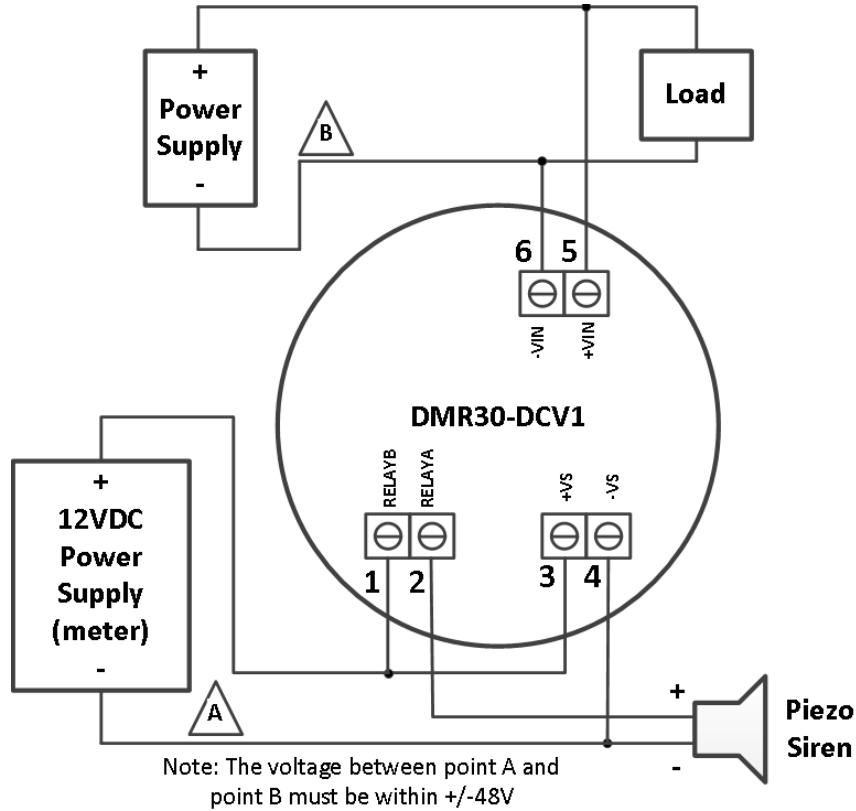 +
Power
Supply
-
B
Load
6 5
-VIN
+VIN
DMR30-DCV1
RELAYB
RELAYA
+VS
-VS
1 2 3 4
+
12VDC
Power
Supply
(meter)
-
A
+
-
Piezo
Siren
Note: The voltage between point A and
point B must be within +/-48V